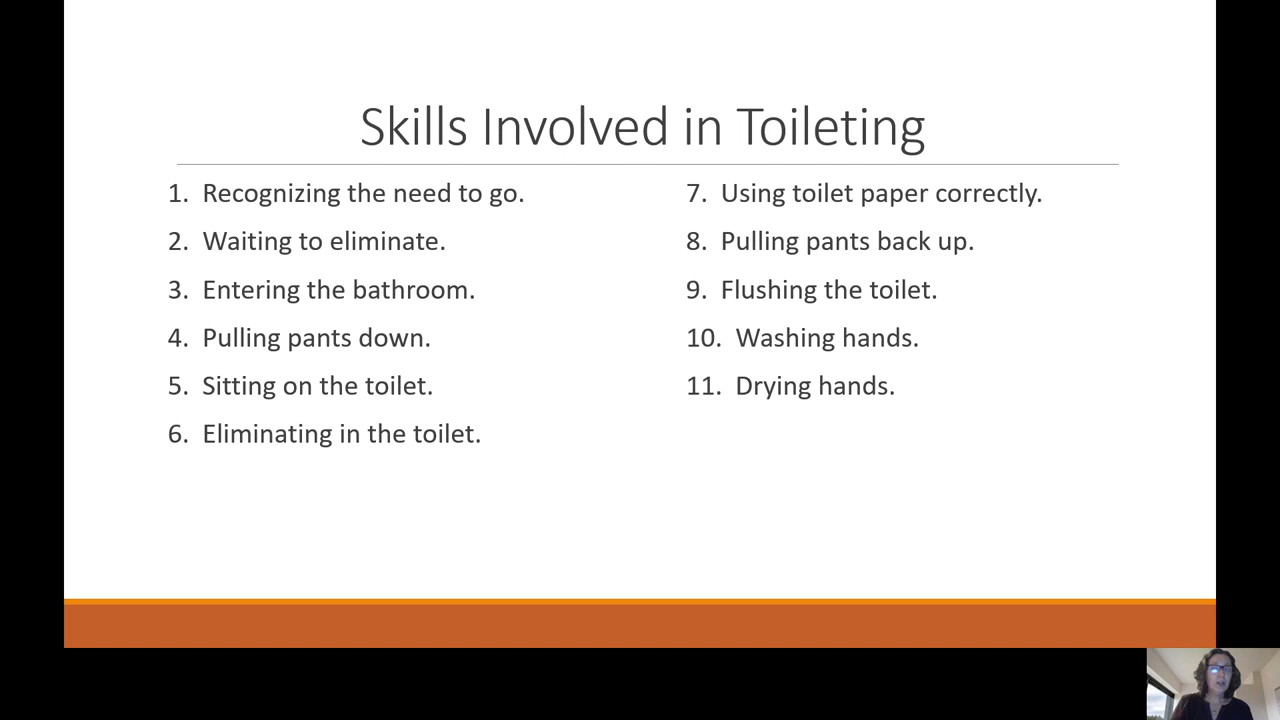 Skills Involved in Toileting
1. Recognizing the need to go.
2. Waiting to eliminate.
3. Entering the bathroom.
4. Pulling pants down.
5. Sitting on the toilet.
6. Eliminating in the toilet.
7. Using toilet paper correctly.
8. Pulling pants back up.
9. Flushing the toilet.
10. Washing hands.
11. Drying hands.